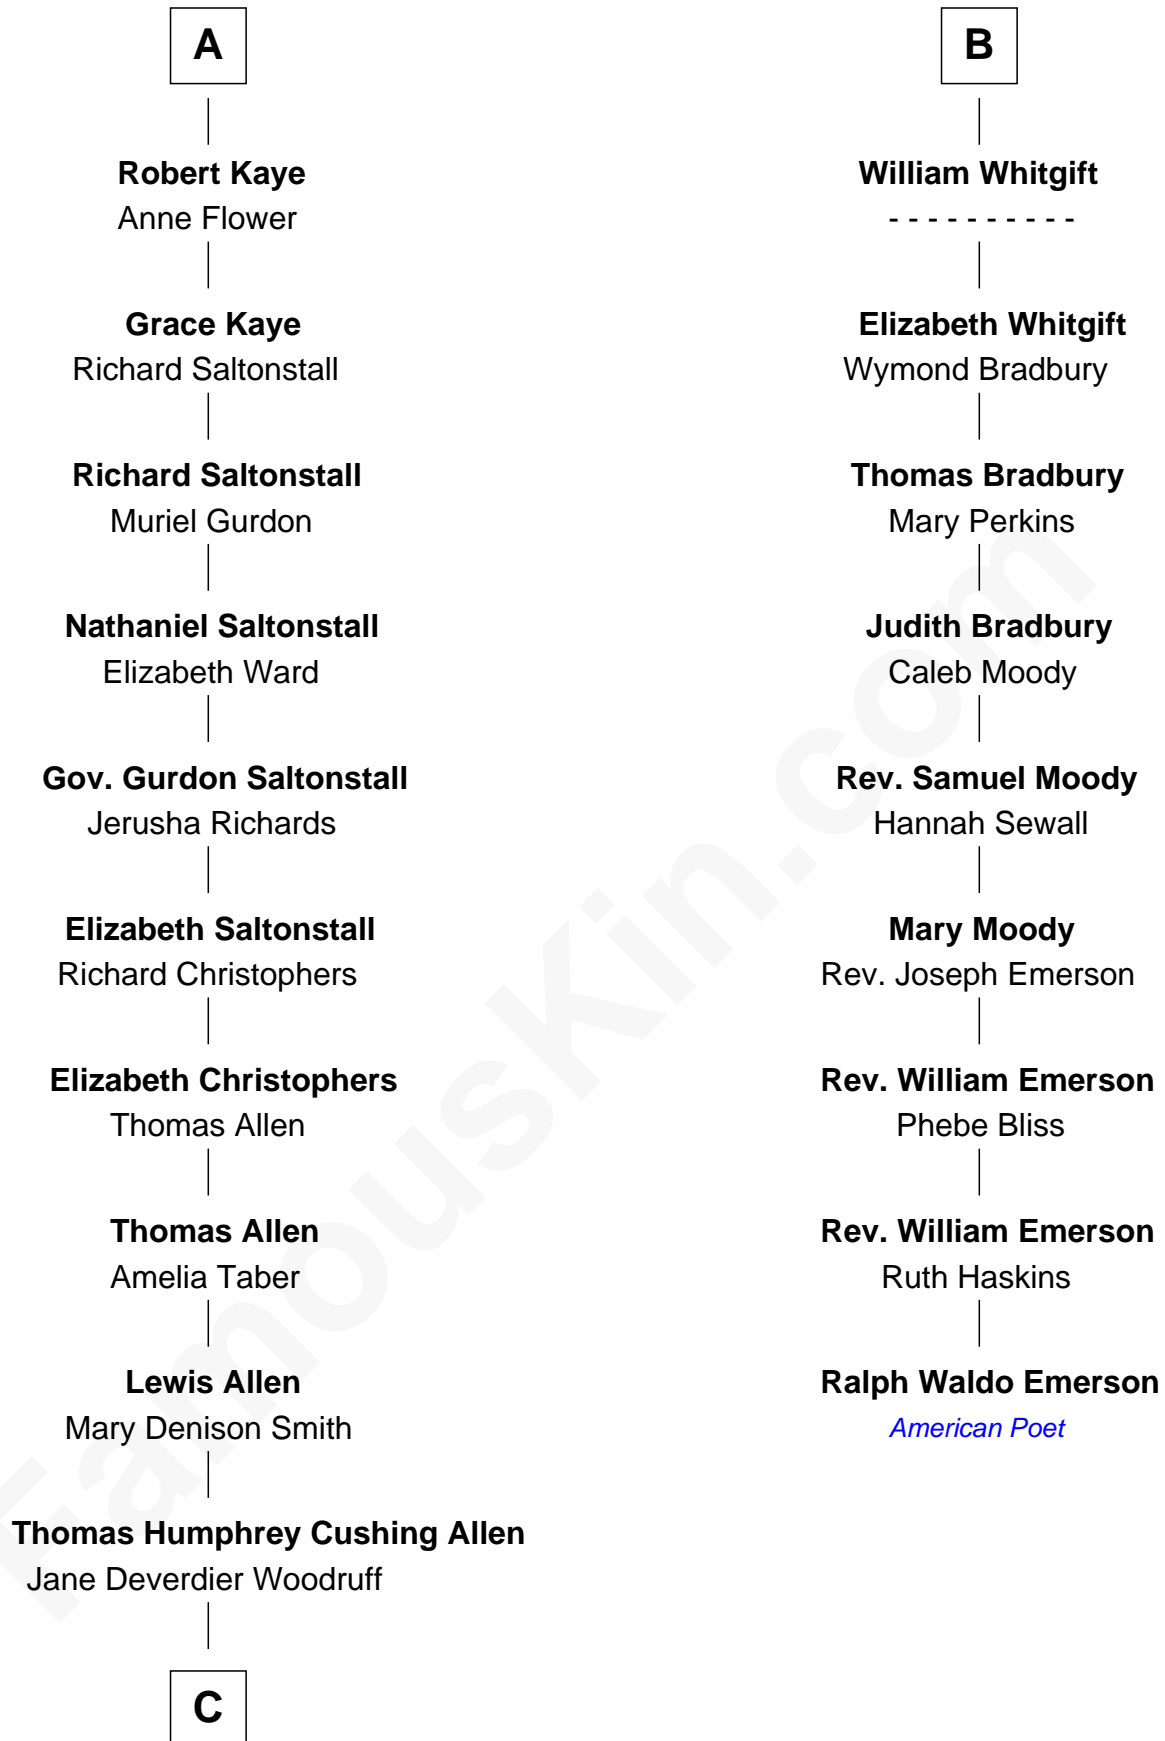 A
Robert Kaye
Anne Flower
Grace Kaye
Richard Saltonstall
Richard Saltonstall
Muriel Gurdon
Nathaniel Saltonstall
Elizabeth Ward
Gov. Gurdon Saltonstall
Jerusha Richards
Elizabeth Saltonstall
Richard Christophers
Elizabeth Christophers
Thomas Allen
Thomas Allen
Amelia Taber
Lewis Allen
Mary Denison Smith
Thomas Humphrey Cushing Allen
Jane Deverdier Woodruff
C
B
William Whitgift
- - - - - - - - - -
Elizabeth Whitgift
Wymond Bradbury
Thomas Bradbury
Mary Perkins
Judith Bradbury
Caleb Moody
Rev. Samuel Moody
Hannah Sewall
Mary Moody
Rev. Joseph Emerson
Rev. William Emerson
Phebe Bliss
Rev. William Emerson
Ruth Haskins
Ralph Waldo Emerson
American Poet
FamousKin.com